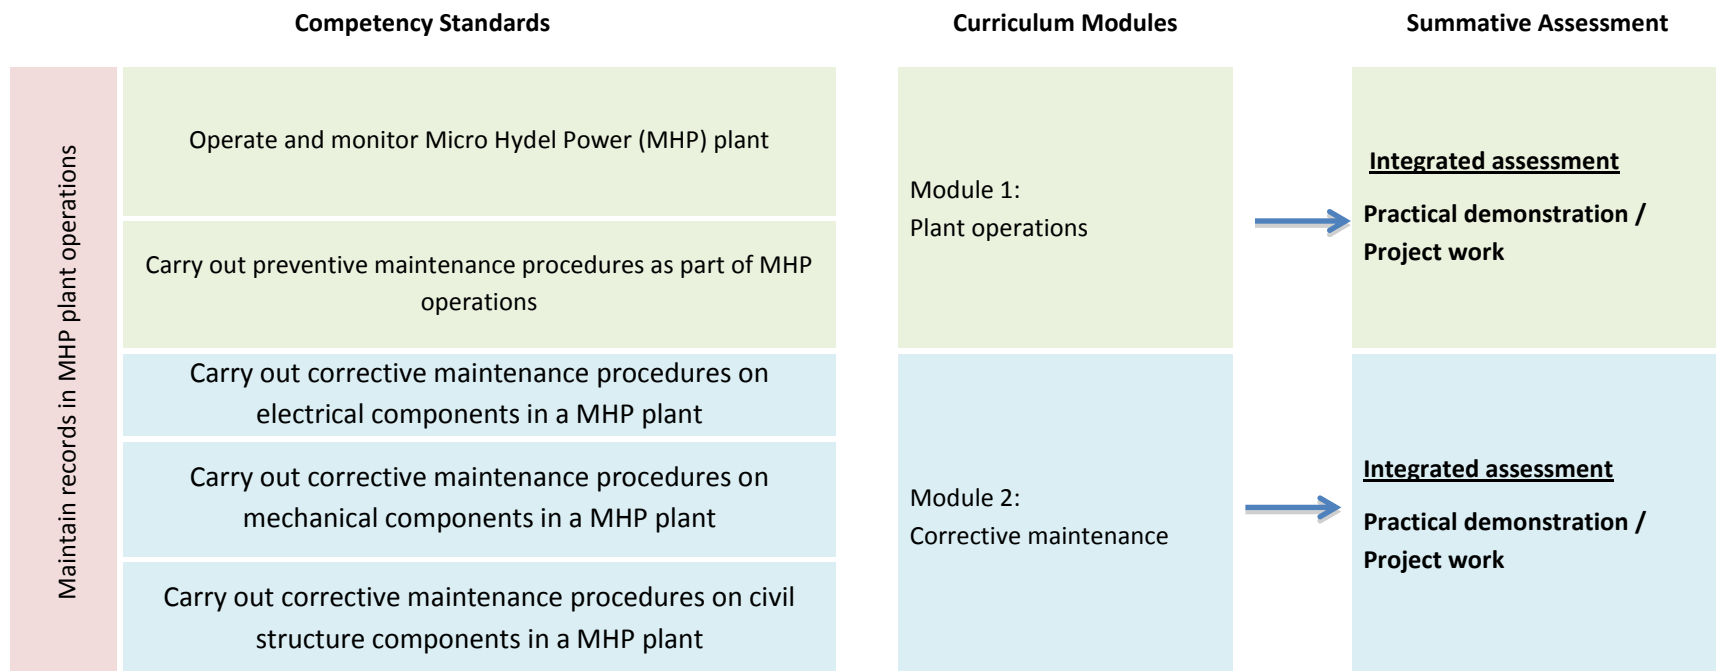 Competency Standards
Curriculum Modules
Summative Assessment
Maintain records in MHP plant operations
Operate and monitor Micro Hydel Power (MHP) plant
Carry out preventive maintenance procedures as part of MHP
operations
Carry out corrective maintenance procedures on
electrical components in a MHP plant
Carry out corrective maintenance procedures on
mechanical components in a MHP plant
Carry out corrective maintenance procedures on civil
structure components in a MHP plant
Module 1:
Plant operations
Module 2:
Corrective maintenance
Integrated assessment
Practical demonstration /
Project work
Integrated assessment
Practical demonstration /
Project work